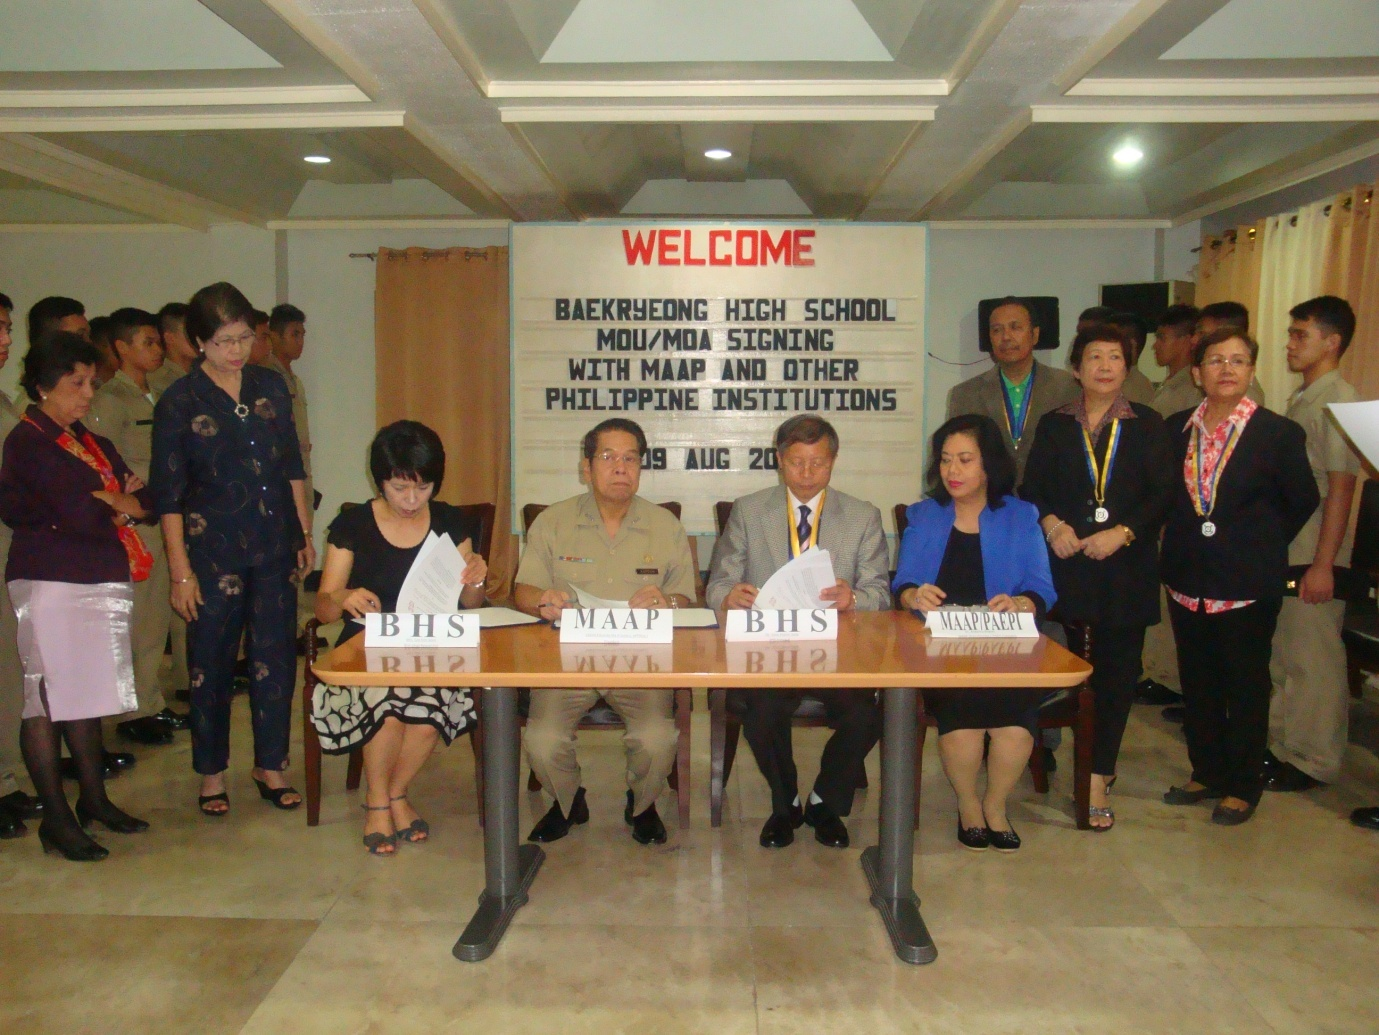 WELCOME
BAEKRYEONG HIGH SCHOOL
MOU/MOA SIGNING
WITH MAAP AND OTHER
PHILIPPINE INSTITUTIONS
09 AUG 20
BHS
MAAP
BHS
MAAP/PAEPI